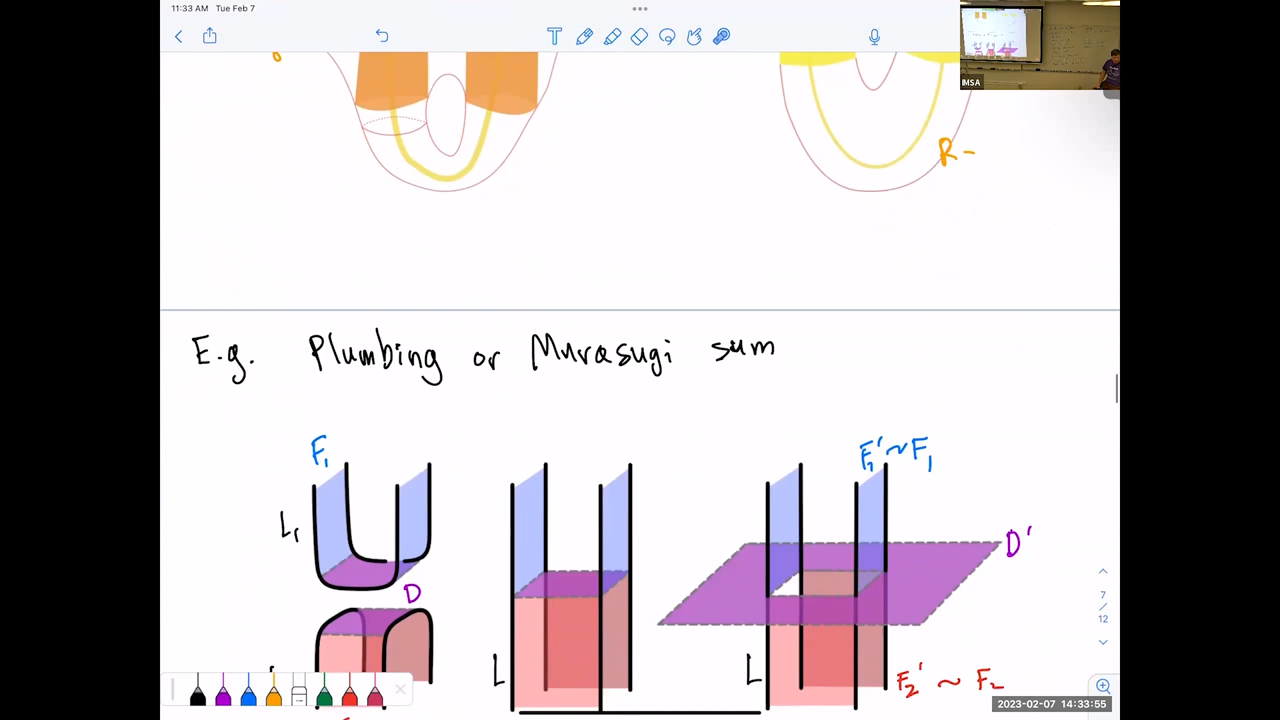 11:33 AM Tue Feb 7
IMSA
R-
E.g. Plumbing or Murasugi sum
F₁
F₁' ~ F₁
L₁
D'
D
7
/
12
L
L
F₂' ~ F₂
2023-02-07 14:33:55